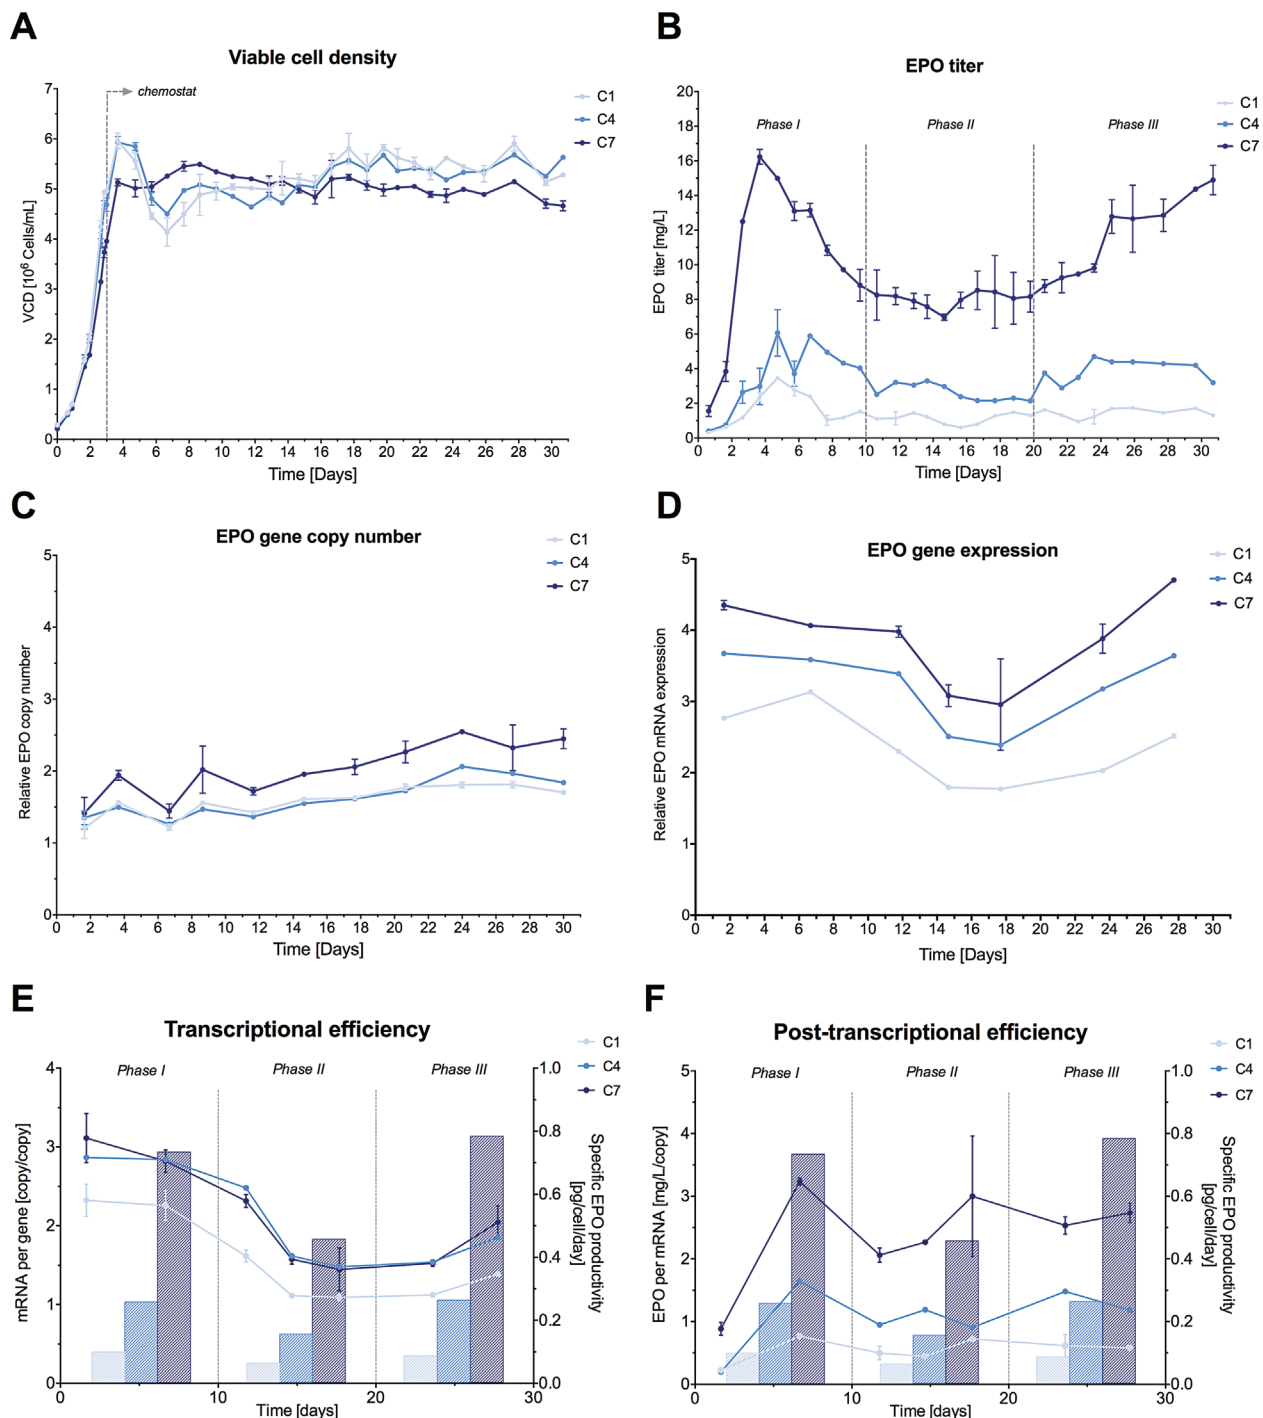 A
Viable cell density
chemostat
C1
C4
C7
7
6
5
4
3
2
1
0
VCD [10⁶ Cells/mL]
0 2 4 6 8 10 12 14 16 18 20 22 24 26 28 30
Time [Days]
B
EPO titer
Phase I
Phase II
Phase III
C1
C4
C7
20
18
16
14
12
10
8
6
4
2
0
EPO titer [mg/L]
0 2 4 6 8 10 12 14 16 18 20 22 24 26 28 30
Time [Days]
C
EPO gene copy number
C1
C4
C7
5
4
3
2
1
0
Relative EPO copy number
0 2 4 6 8 10 12 14 16 18 20 22 24 26 28 30
Time [Days]
D
EPO gene expression
C1
C4
C7
5
4
3
2
1
0
Relative EPO mRNA expression
0 2 4 6 8 10 12 14 16 18 20 22 24 26 28 30
Time [Days]
E
Transcriptional efficiency
Phase I
Phase II
Phase III
C1
C4
C7
4
3
2
1
0
mRNA per gene [copy/copy]
1.0
0.8
0.6
0.4
0.2
0.0
Specific EPO productivity
[pg/cell/day]
0 10 20 30
Time [days]
F
Post-transcriptional efficiency
Phase I
Phase II
Phase III
C1
C4
C7
5
4
3
2
1
0
EPO per mRNA [mg/L/copy]
1.0
0.8
0.6
0.4
0.2
0.0
Specific EPO productivity
[pg/cell/day]
0 10 20 30
Time [days]